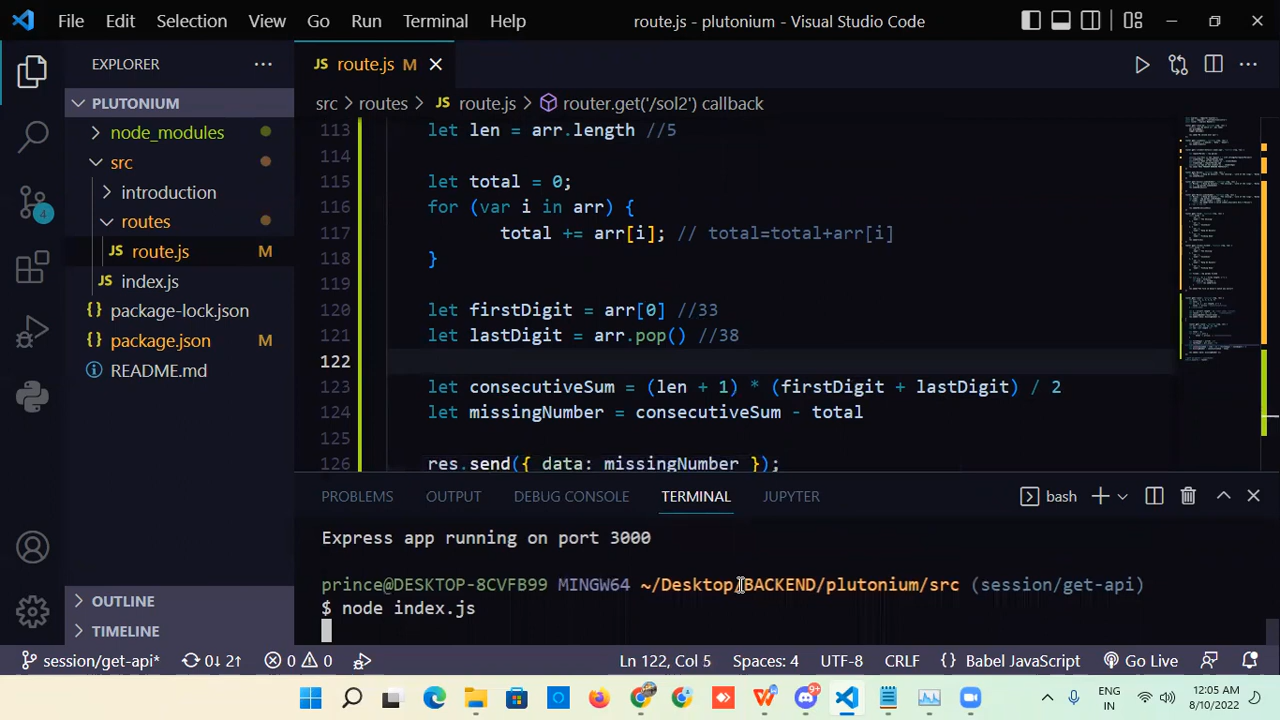 File Edit Selection View Go Run Terminal Help route.js - plutonium - Visual Studio Code
EXPLORER
PLUTONIUM
node_modules
src
introduction
routes
JS route.js M
JS index.js
package-lock.json
package.json M
README.md
OUTLINE
TIMELINE
4
JS route.js M
src > routes > JS route.js > router.get('/sol2') callback
113 let len = arr.length //5
114
115 let total = 0;
116 for (var i in arr) {
117 total += arr[i]; // total=total+arr[i]
118 }
119
120 let firstDigit = arr[0] //33
121 let lastDigit = arr.pop() //38
122
123 let consecutiveSum = (len + 1) * (firstDigit + lastDigit) / 2
124 let missingNumber = consecutiveSum - total
125
126 res.send({ data: missingNumber });
PROBLEMS OUTPUT DEBUG CONSOLE TERMINAL JUPYTER bash
Express app running on port 3000
prince@DESKTOP-8CVFB99 MINGW64 ~/Desktop/BACKEND/plutonium/src (session/get-api)
$ node index.js
session/get-api* 0↓ 2↑ 0 0 Ln 122, Col 5 Spaces: 4 UTF-8 CRLF {} Babel JavaScript Go Live
9+
ENG
IN
12:05 AM
8/10/2022